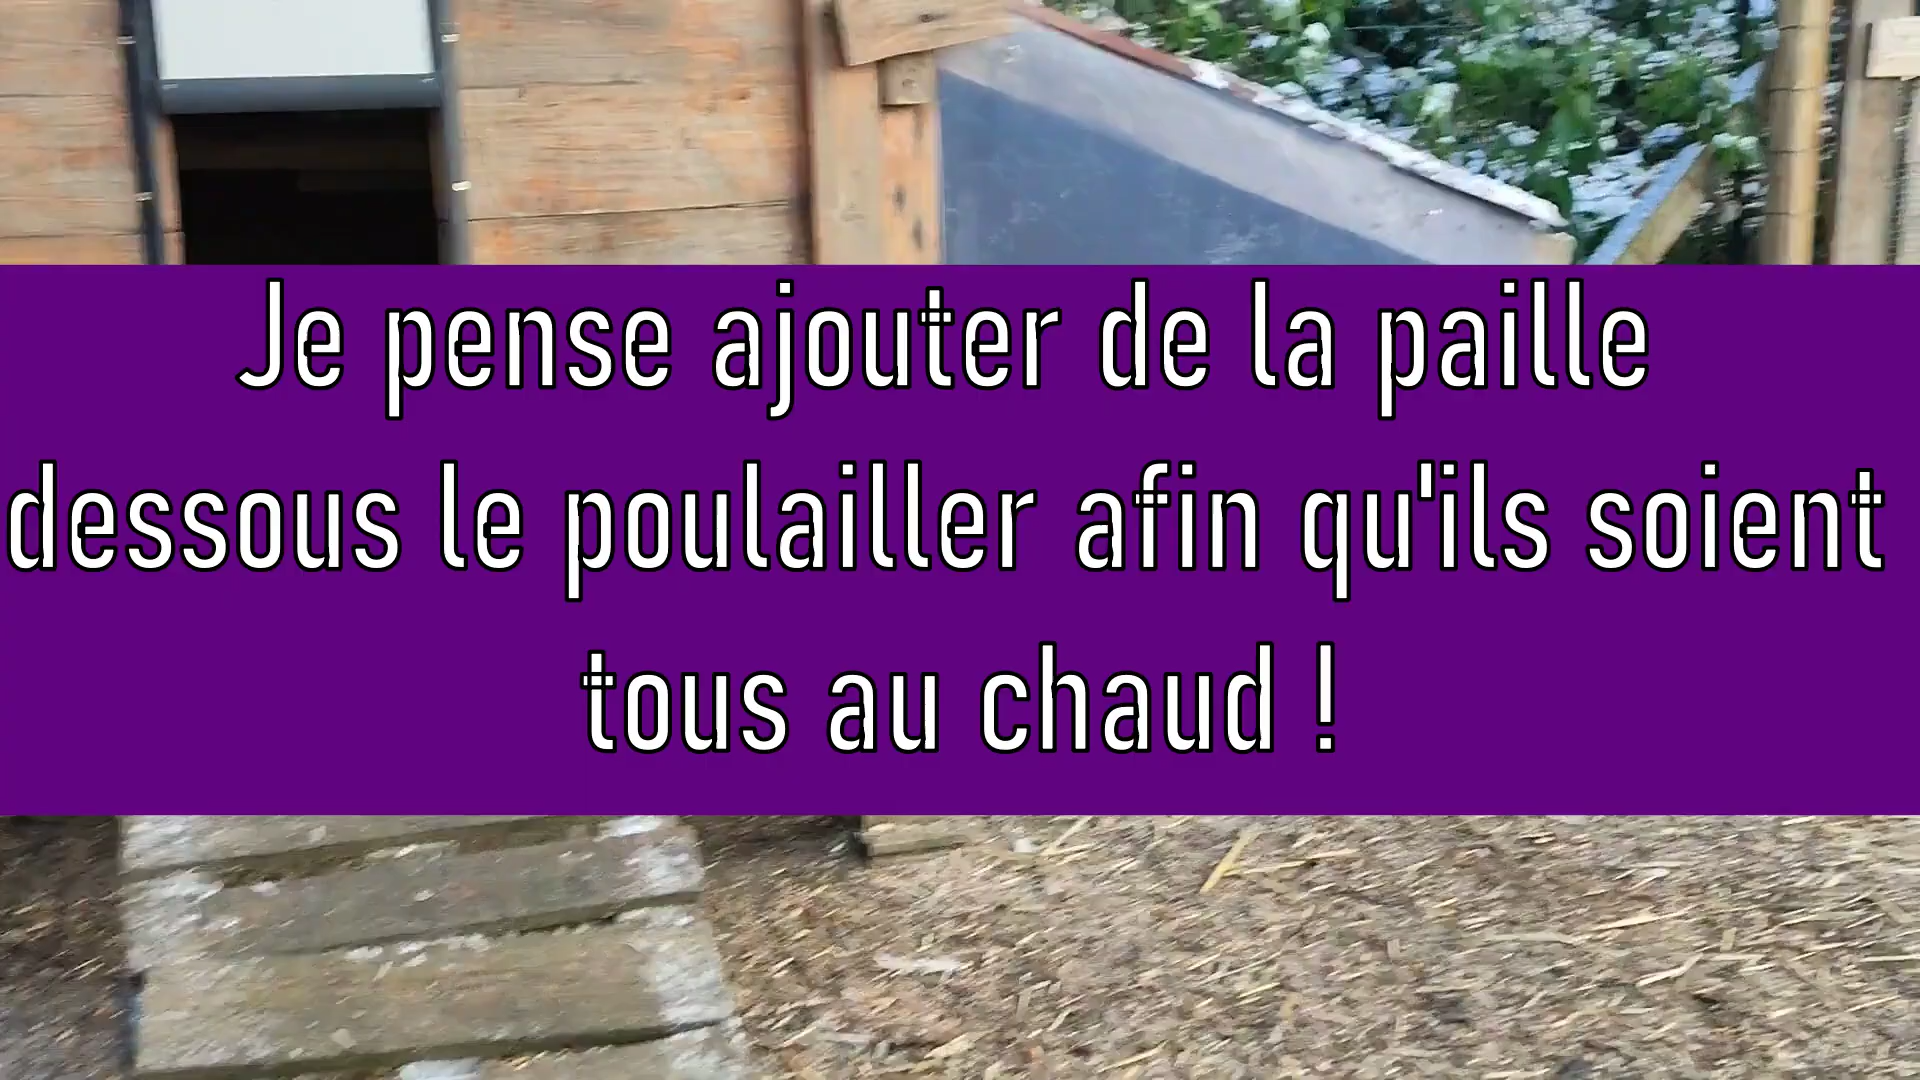 Je pense ajouter de la paille
dessous le poulailler afin qu'ils soient
tous au chaud !